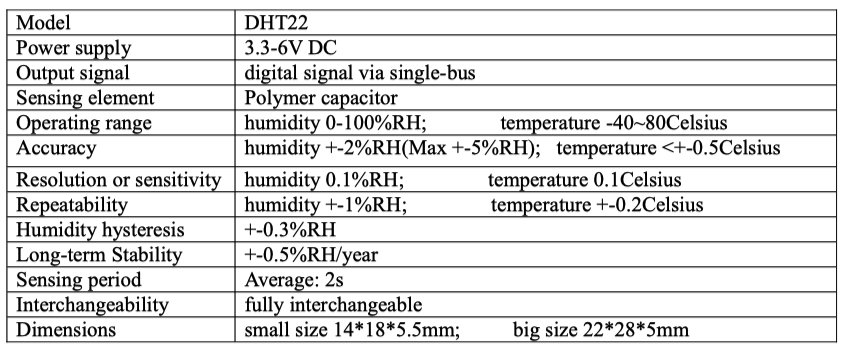 Model DHT22
Power supply 3.3-6V DC
Output signal digital signal via single-bus
Sensing element Polymer capacitor
Operating range humidity 0-100%RH; temperature -40~80Celsius
Accuracy humidity +-2%RH(Max +-5%RH); temperature <+-0.5Celsius
Resolution or sensitivity humidity 0.1%RH; temperature 0.1Celsius
Repeatability humidity +-1%RH; temperature +-0.2Celsius
Humidity hysteresis +-0.3%RH
Long-term Stability +-0.5%RH/year
Sensing period Average: 2s
Interchangeability fully interchangeable
Dimensions small size 14*18*5.5mm; big size 22*28*5mm